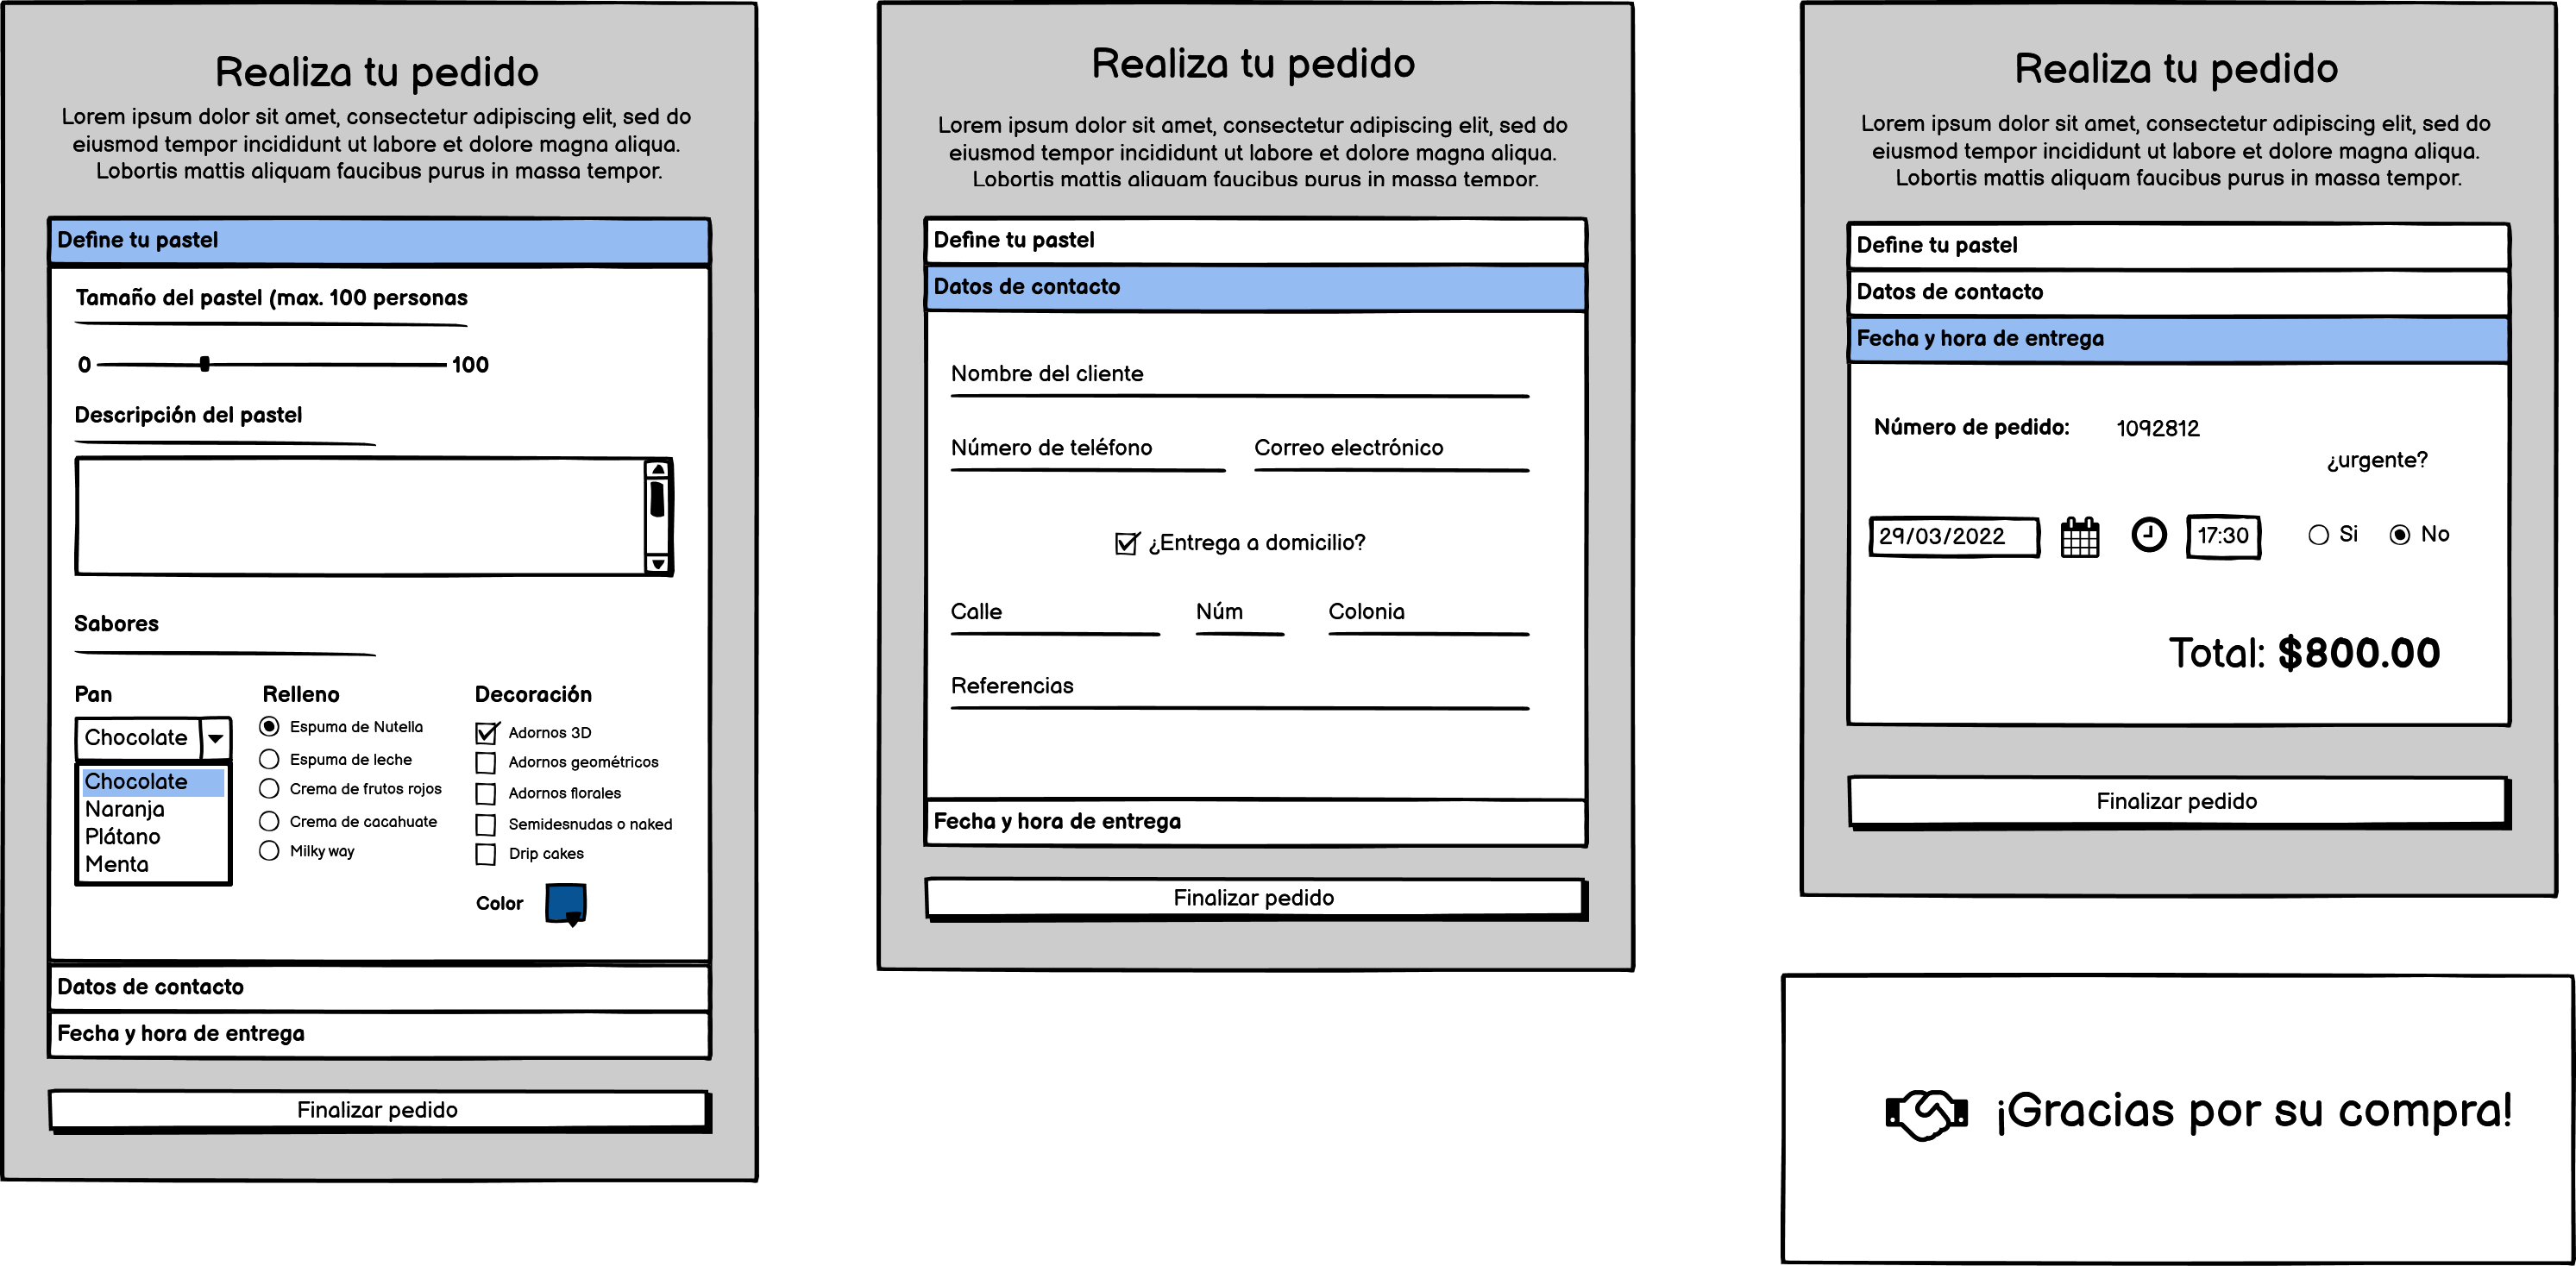 Realiza tu pedido
Lorem ipsum dolor sit amet, consectetur adipiscing elit, sed do
eiusmod tempor incididunt ut labore et dolore magna aliqua.
Lobortis mattis aliquam faucibus purus in massa tempor.
Define tu pastel
Tamaño del pastel (max. 100 personas
0 100
Descripción del pastel
Sabores
Pan
Chocolate
Chocolate
Naranja
Plátano
Menta
Relleno
Espuma de Nutella
Espuma de leche
Crema de frutos rojos
Crema de cacahuate
Milky way
Decoración
Adornos 3D
Adornos geométricos
Adornos florales
Semidesnudas o naked
Drip cakes
Color
Datos de contacto
Fecha y hora de entrega
Finalizar pedido
Realiza tu pedido
Lorem ipsum dolor sit amet, consectetur adipiscing elit, sed do
eiusmod tempor incididunt ut labore et dolore magna aliqua.
Lobortis mattis aliquam faucibus purus in massa tempor.
Define tu pastel
Datos de contacto
Nombre del cliente
Número de teléfono Correo electrónico
¿Entrega a domicilio?
Calle Núm Colonia
Referencias
Fecha y hora de entrega
Finalizar pedido
Realiza tu pedido
Lorem ipsum dolor sit amet, consectetur adipiscing elit, sed do
eiusmod tempor incididunt ut labore et dolore magna aliqua.
Lobortis mattis aliquam faucibus purus in massa tempor.
Define tu pastel
Datos de contacto
Fecha y hora de entrega
Número de pedido: 1092812
¿urgente?
29/03/2022 17:30 Si No
Total: $800.00
Finalizar pedido
¡Gracias por su compra!